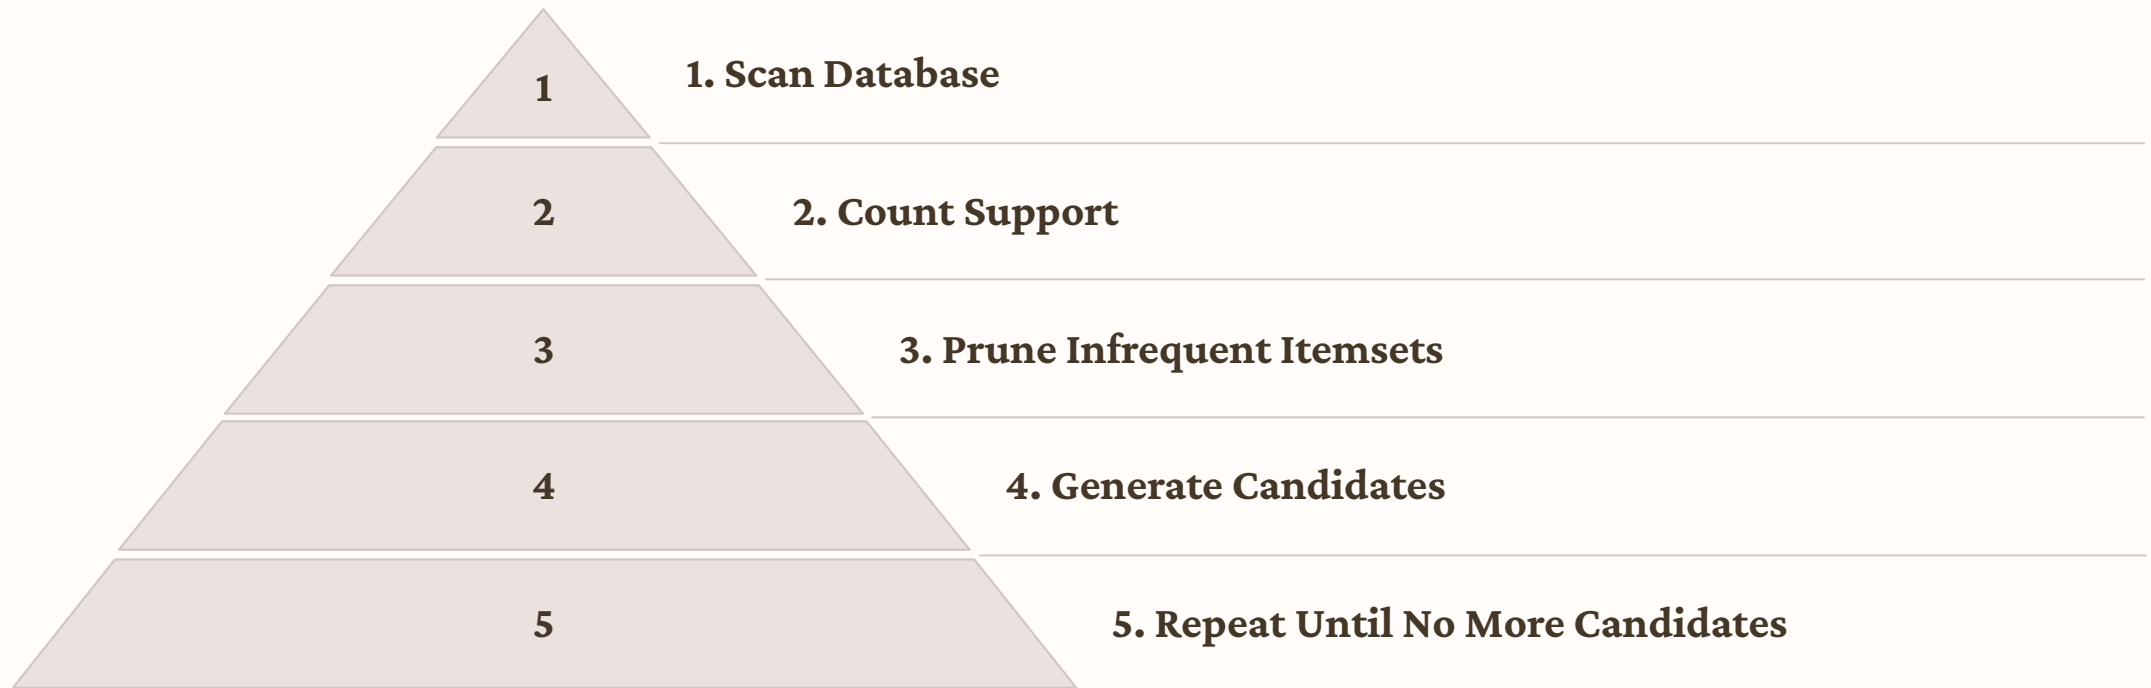 1
1. Scan Database
2
2. Count Support
3
3. Prune Infrequent Itemsets
4
4. Generate Candidates
5
5. Repeat Until No More Candidates